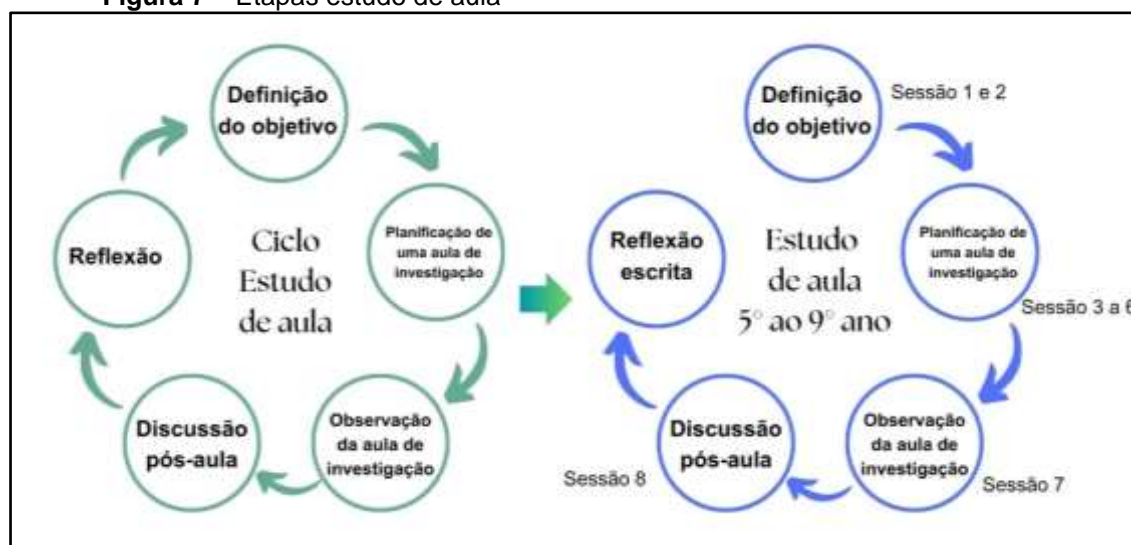 Figura 7 – Etapas estudo de aula
Definição
do objetivo
Planificação de
uma aula de
investigação
Observação
da aula de
investigação
Discussão
pós-aula
Reflexão
Ciclo
Estudo
de aula
Definição
do objetivo
Sessão 1 e 2
Planificação de
uma aula de
investigação
Sessão 3 a 6
Observação
da aula de
investigação
Sessão 7
Discussão
pós-aula
Sessão 8
Reflexão
escrita
Estudo
de aula
5° ao 9° ano